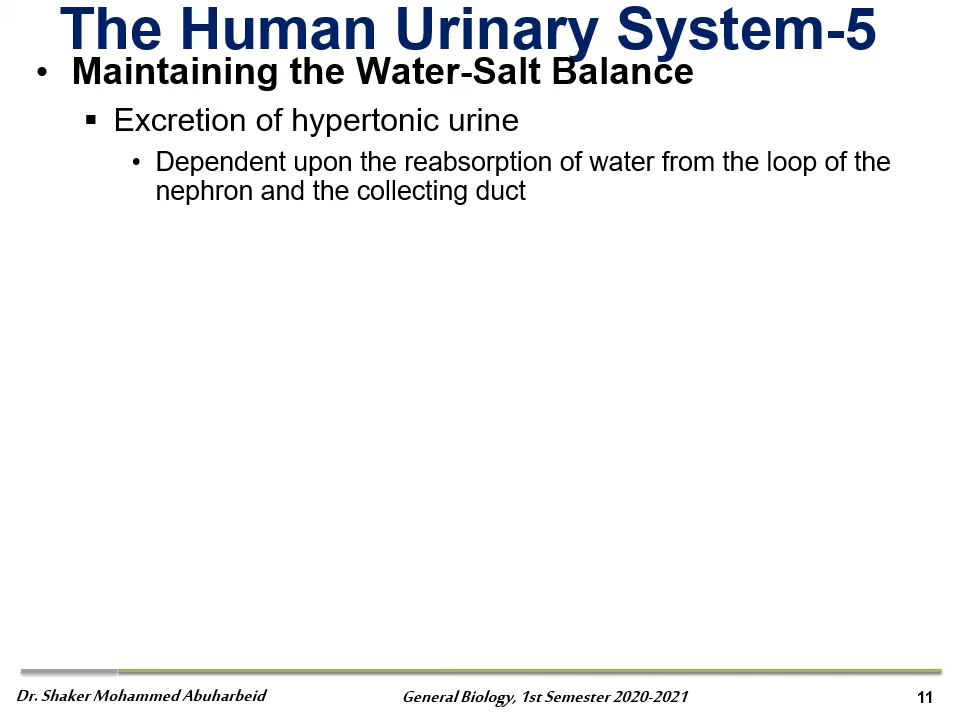 The Human Urinary System-5
• Maintaining the Water-Salt Balance
▪ Excretion of hypertonic urine
• Dependent upon the reabsorption of water from the loop of the
nephron and the collecting duct
Dr. Shaker Mohammed Abuharbeid
General Biology, 1st Semester 2020-2021
11